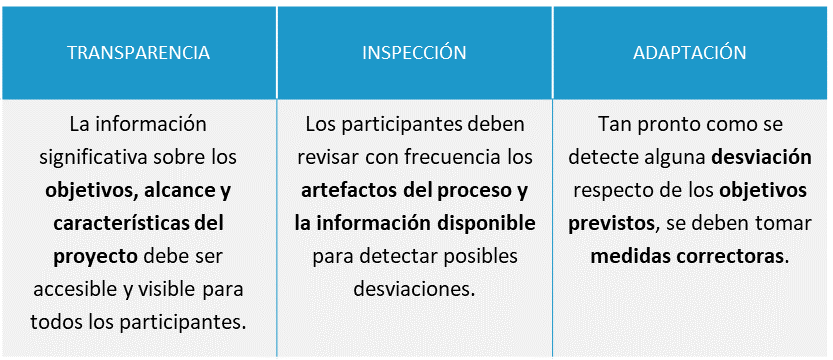 TRANSPARENCIA
INSPECCIÓN
ADAPTACIÓN
La información
significativa sobre los
objetivos, alcance y
características del
proyecto debe ser
accesible y visible para
todos los participantes.
Los participantes deben
revisar con frecuencia los
artefactos del proceso y
la información disponible
para detectar posibles
desviaciones.
Tan pronto como se
detecte alguna desviación
respecto de los objetivos
previstos, se deben tomar
medidas correctoras.